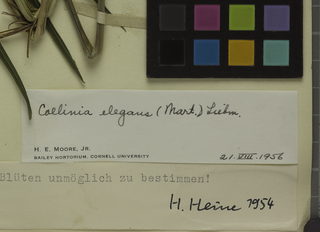 Collinia elegans (Mart.) Liebm.
H. E. MOORE, JR.
BAILEY HORTORIUM, CORNELL UNIVERSITY
21.VIII.1956
Blüten unmöglich zu bestimmen!
H. Heine 1954